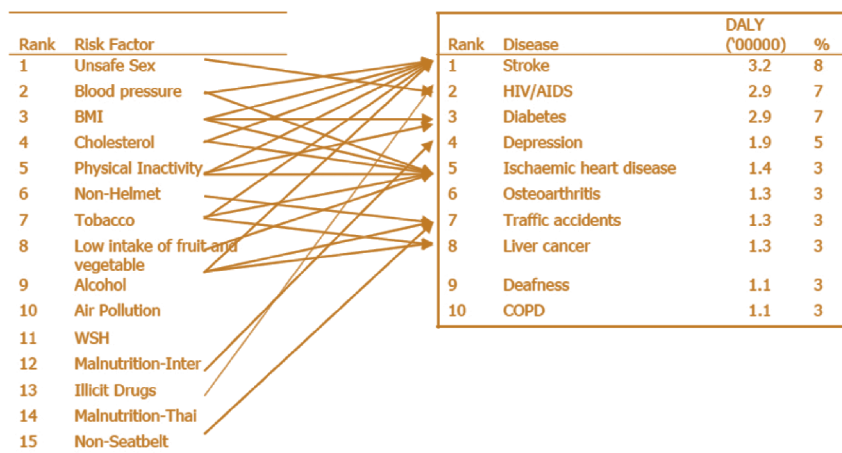 Rank Risk Factor
1 Unsafe Sex
2 Blood pressure
3 BMI
4 Cholesterol
5 Physical Inactivity
6 Non-Helmet
7 Tobacco
8 Low intake of fruit and
vegetable
9 Alcohol
10 Air Pollution
11 WSH
12 Malnutrition-Inter
13 Illicit Drugs
14 Malnutrition-Thai
15 Non-Seatbelt
DALY
Rank Disease ('00000) %
1 Stroke 3.2 8
2 HIV/AIDS 2.9 7
3 Diabetes 2.9 7
4 Depression 1.9 5
5 Ischaemic heart disease 1.4 3
6 Osteoarthritis 1.3 3
7 Traffic accidents 1.3 3
8 Liver cancer 1.3 3
9 Deafness 1.1 3
10 COPD 1.1 3